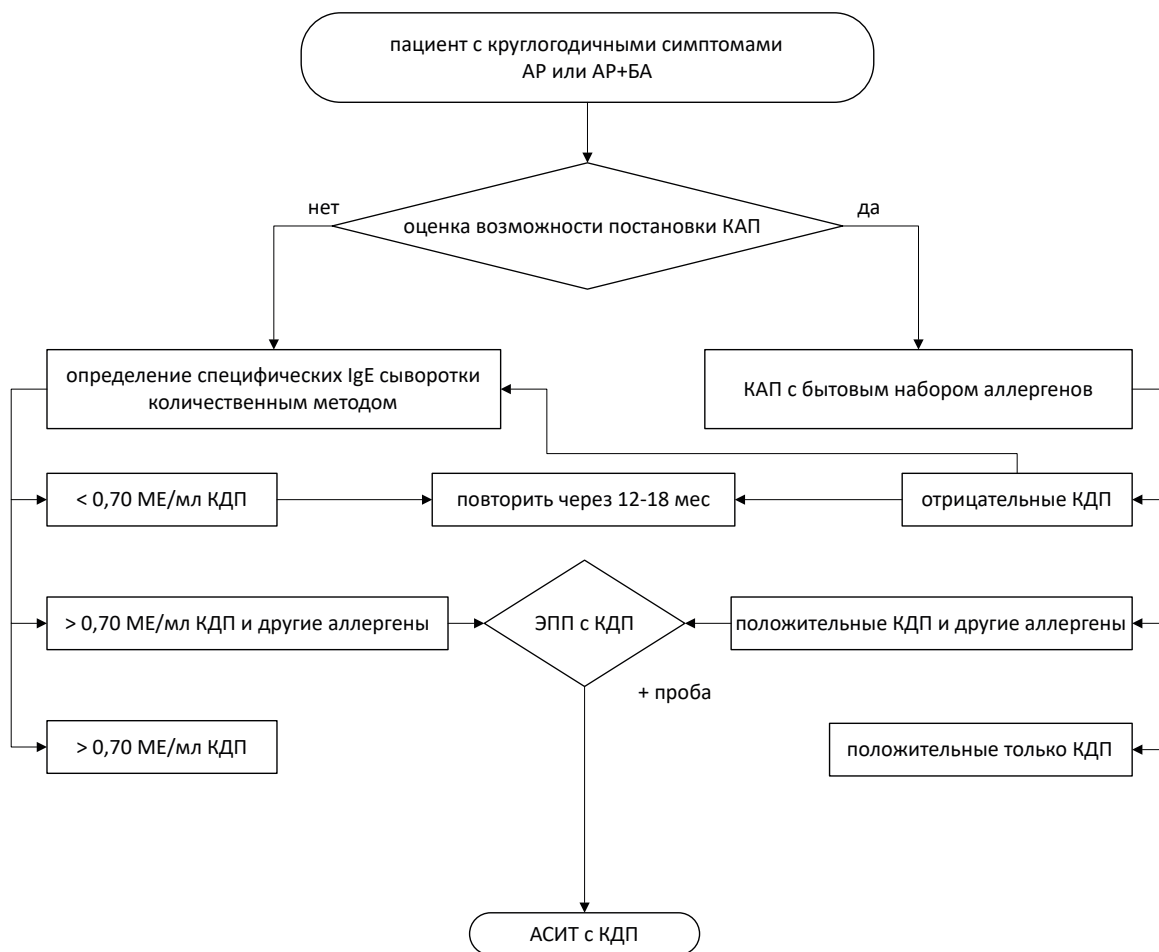 пациент с круглогодичными симптомами
АР или АР+БА
нет
да
оценка возможности постановки КАП
определение специфических IgE сыворотки
количественным методом
КАП с бытовым набором аллергенов
< 0,70 МЕ/мл КДП
повторить через 12-18 мес
отрицательные КДП
> 0,70 МЕ/мл КДП и другие аллергены
ЭПП с КДП
положительные КДП и другие аллергены
+ проба
> 0,70 МЕ/мл КДП
положительные только КДП
АСИТ с КДП